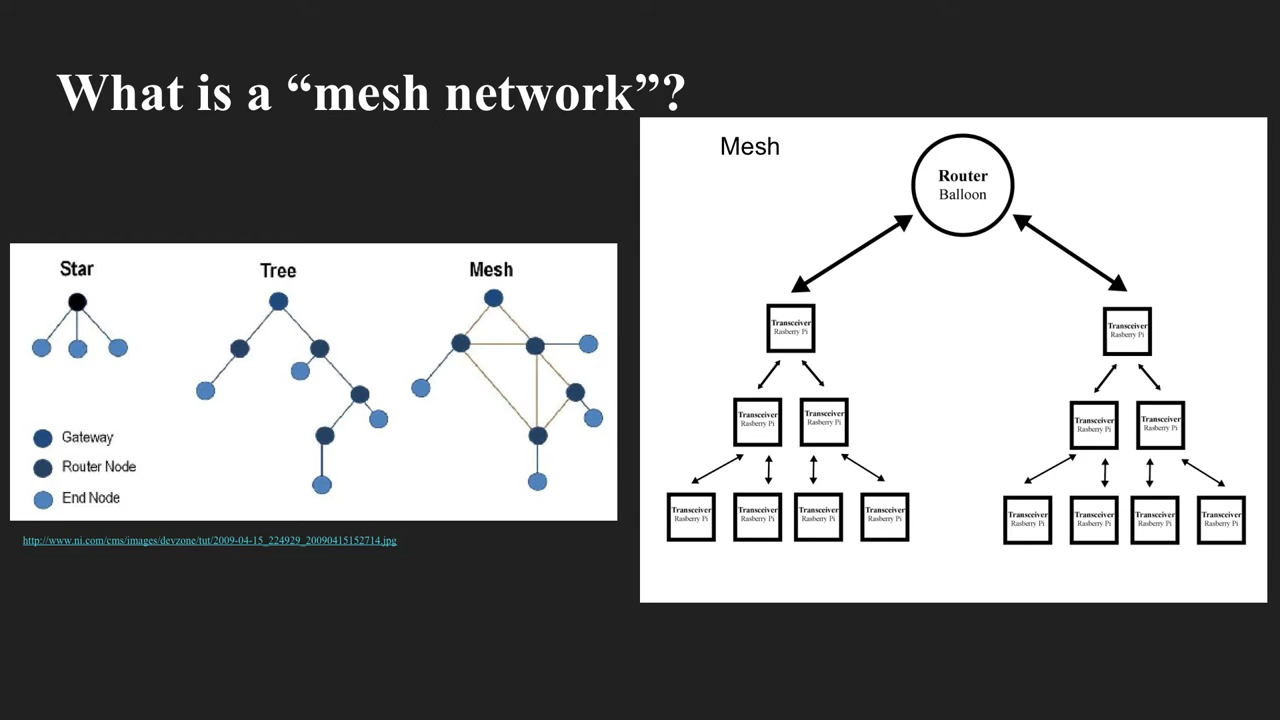 What is a “mesh network”?
Star
Tree
Mesh
Gateway
Router Node
End Node
http://www.ni.com/cms/images/devzone/tut/2009-04-15_224929_20090415152714.jpg
Mesh
Router
Balloon
Transceiver
Rasberry Pi
Transceiver
Rasberry Pi
Transceiver
Rasberry Pi
Transceiver
Rasberry Pi
Transceiver
Rasberry Pi
Transceiver
Rasberry Pi
Transceiver
Rasberry Pi
Transceiver
Rasberry Pi
Transceiver
Rasberry Pi
Transceiver
Rasberry Pi
Transceiver
Rasberry Pi
Transceiver
Rasberry Pi
Transceiver
Rasberry Pi
Transceiver
Rasberry Pi